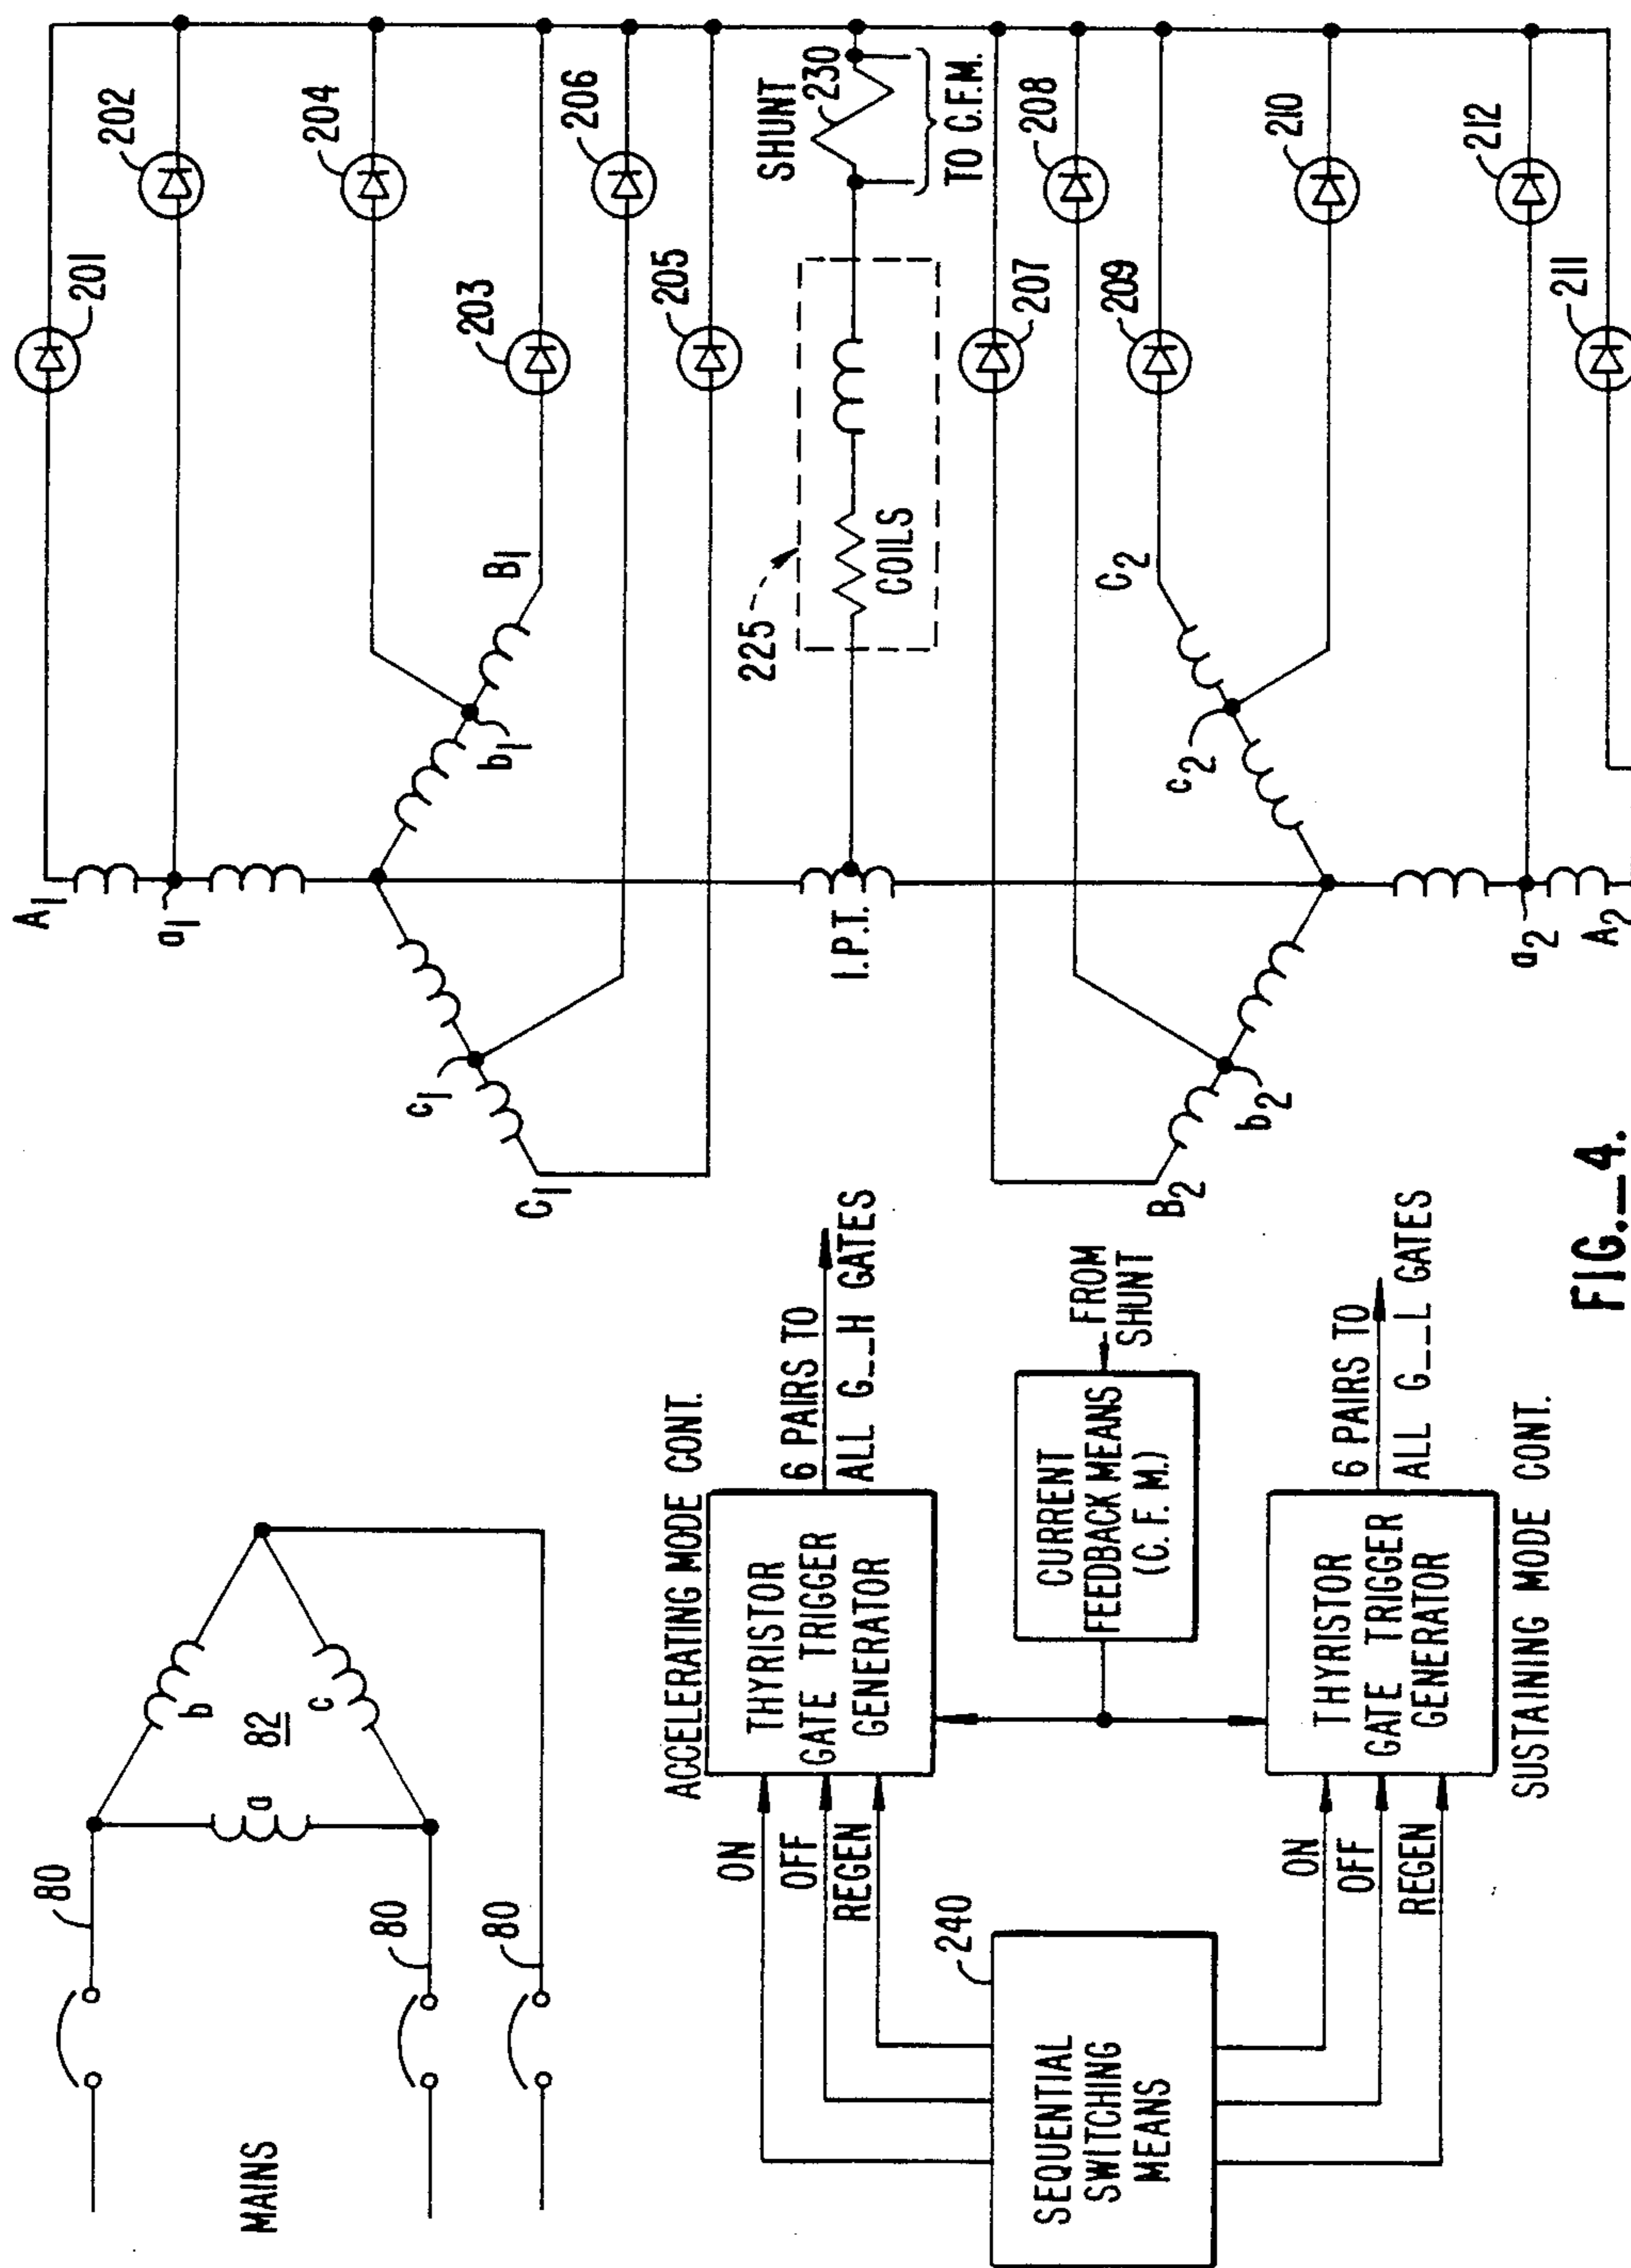 MAINS
80
80
80
a
b
c
82
SEQUENTIAL
SWITCHING
MEANS
240
ON
OFF
REGEN
ON
OFF
REGEN
ACCELERATING MODE CONT.
THYRISTOR
GATE TRIGGER
GENERATOR
6 PAIRS TO
ALL G__H GATES
CURRENT
FEEDBACK MEANS
(C. F. M.)
FROM
SHUNT
THYRISTOR
GATE TRIGGER
GENERATOR
SUSTAINING MODE CONT.
6 PAIRS TO
ALL G__L GATES
A1
a1
B1
b1
C1
c1
I.P.T.
225
COILS
SHUNT
230
TO C.F.M.
B2
b2
C2
c2
a2
A2
201
202
204
203
206
205
207
208
209
210
212
211
FIG._4.